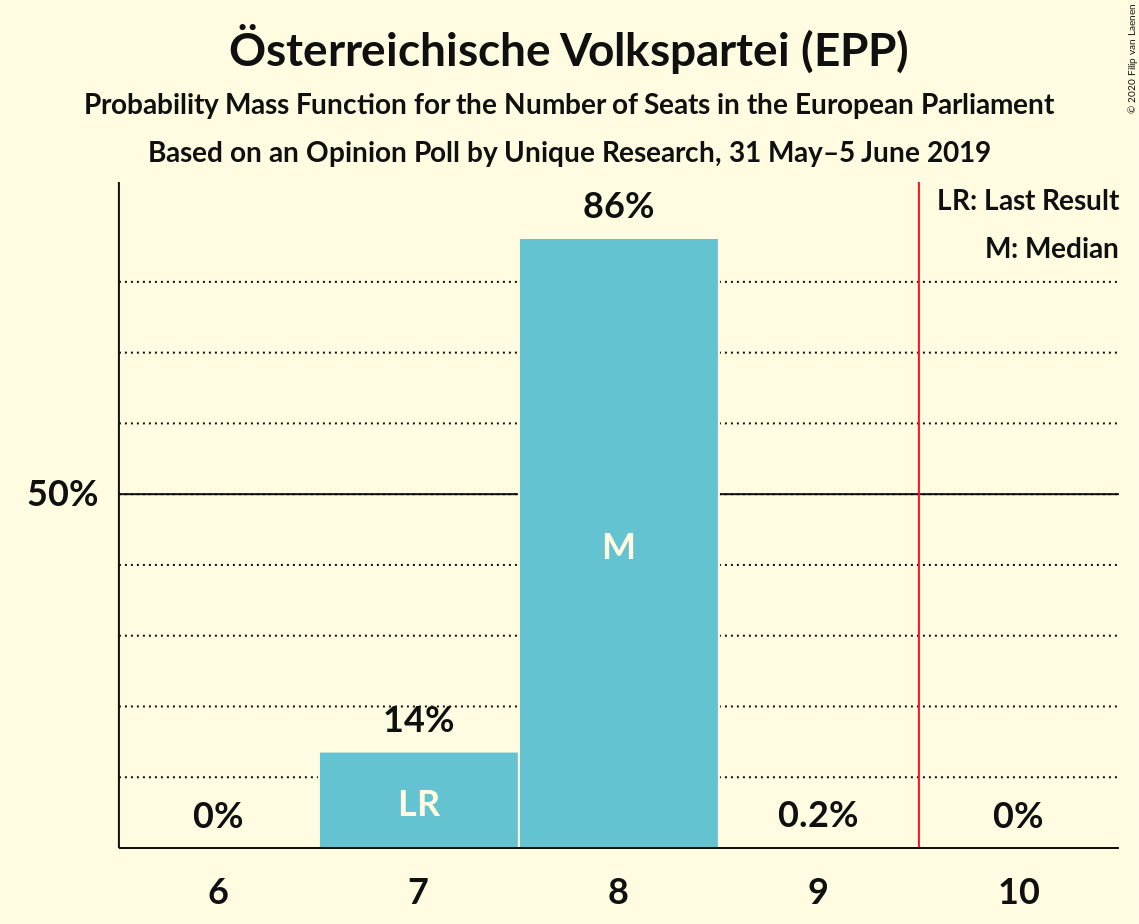 Österreichische Volkspartei (EPP)
Probability Mass Function for the Number of Seats in the European Parliament
Based on an Opinion Poll by Unique Research, 31 May–5 June 2019
© 2020 Filip van Laenen
LR: Last Result
M: Median
86%
50%
M
14%
LR
0%
0.2%
0%
6 7 8 9 10